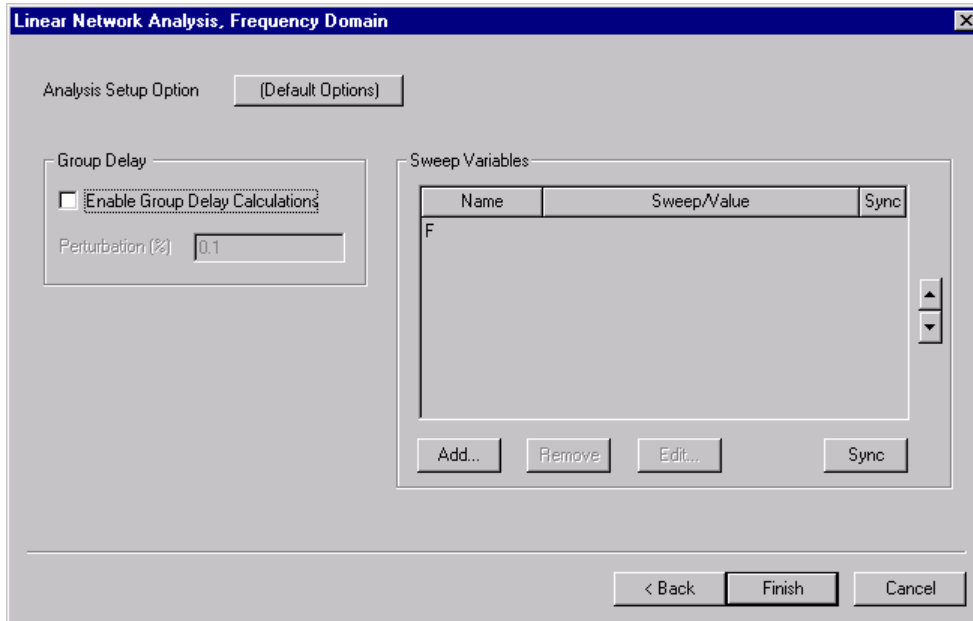 Linear Network Analysis, Frequency Domain
Analysis Setup Option (Default Options)
Group Delay
Enable Group Delay Calculations
Perturbation (%) 0.1
Sweep Variables
Name Sweep/Value Sync
F
Add... Remove Edit... Sync
< Back Finish Cancel